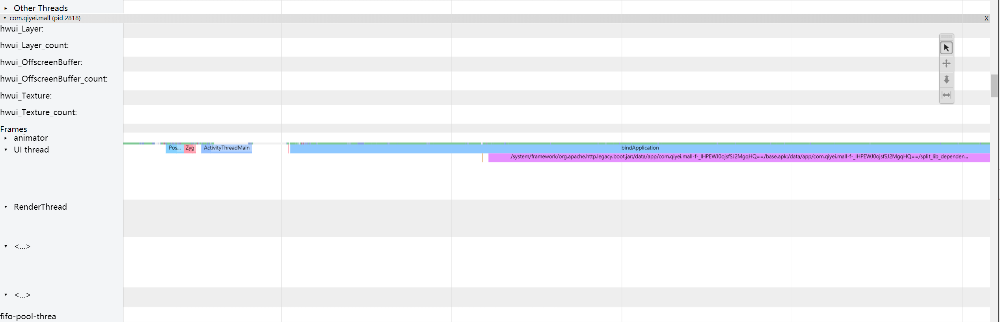 Other Threads
com.qiyei.mall (pid 2818)
X
hwui_Layer:
hwui_Layer_count:
hwui_OffscreenBuffer:
hwui_OffscreenBuffer_count:
hwui_Texture:
hwui_Texture_count:
Frames
animator
UI thread
Pos... Zyg ActivityThreadMain bindApplication
/system/framework/org.apache.http.legacy.boot.jar:/data/app/com.qiyei.mall-f-_IHPEWJ0ojsfSJ2MgqHQ==/base.apk:/data/app/com.qiyei.mall-f-_IHPEWJ0ojsfSJ2MgqHQ==/split_lib_dependen...
RenderThread
<...>
<...>
fifo-pool-threa